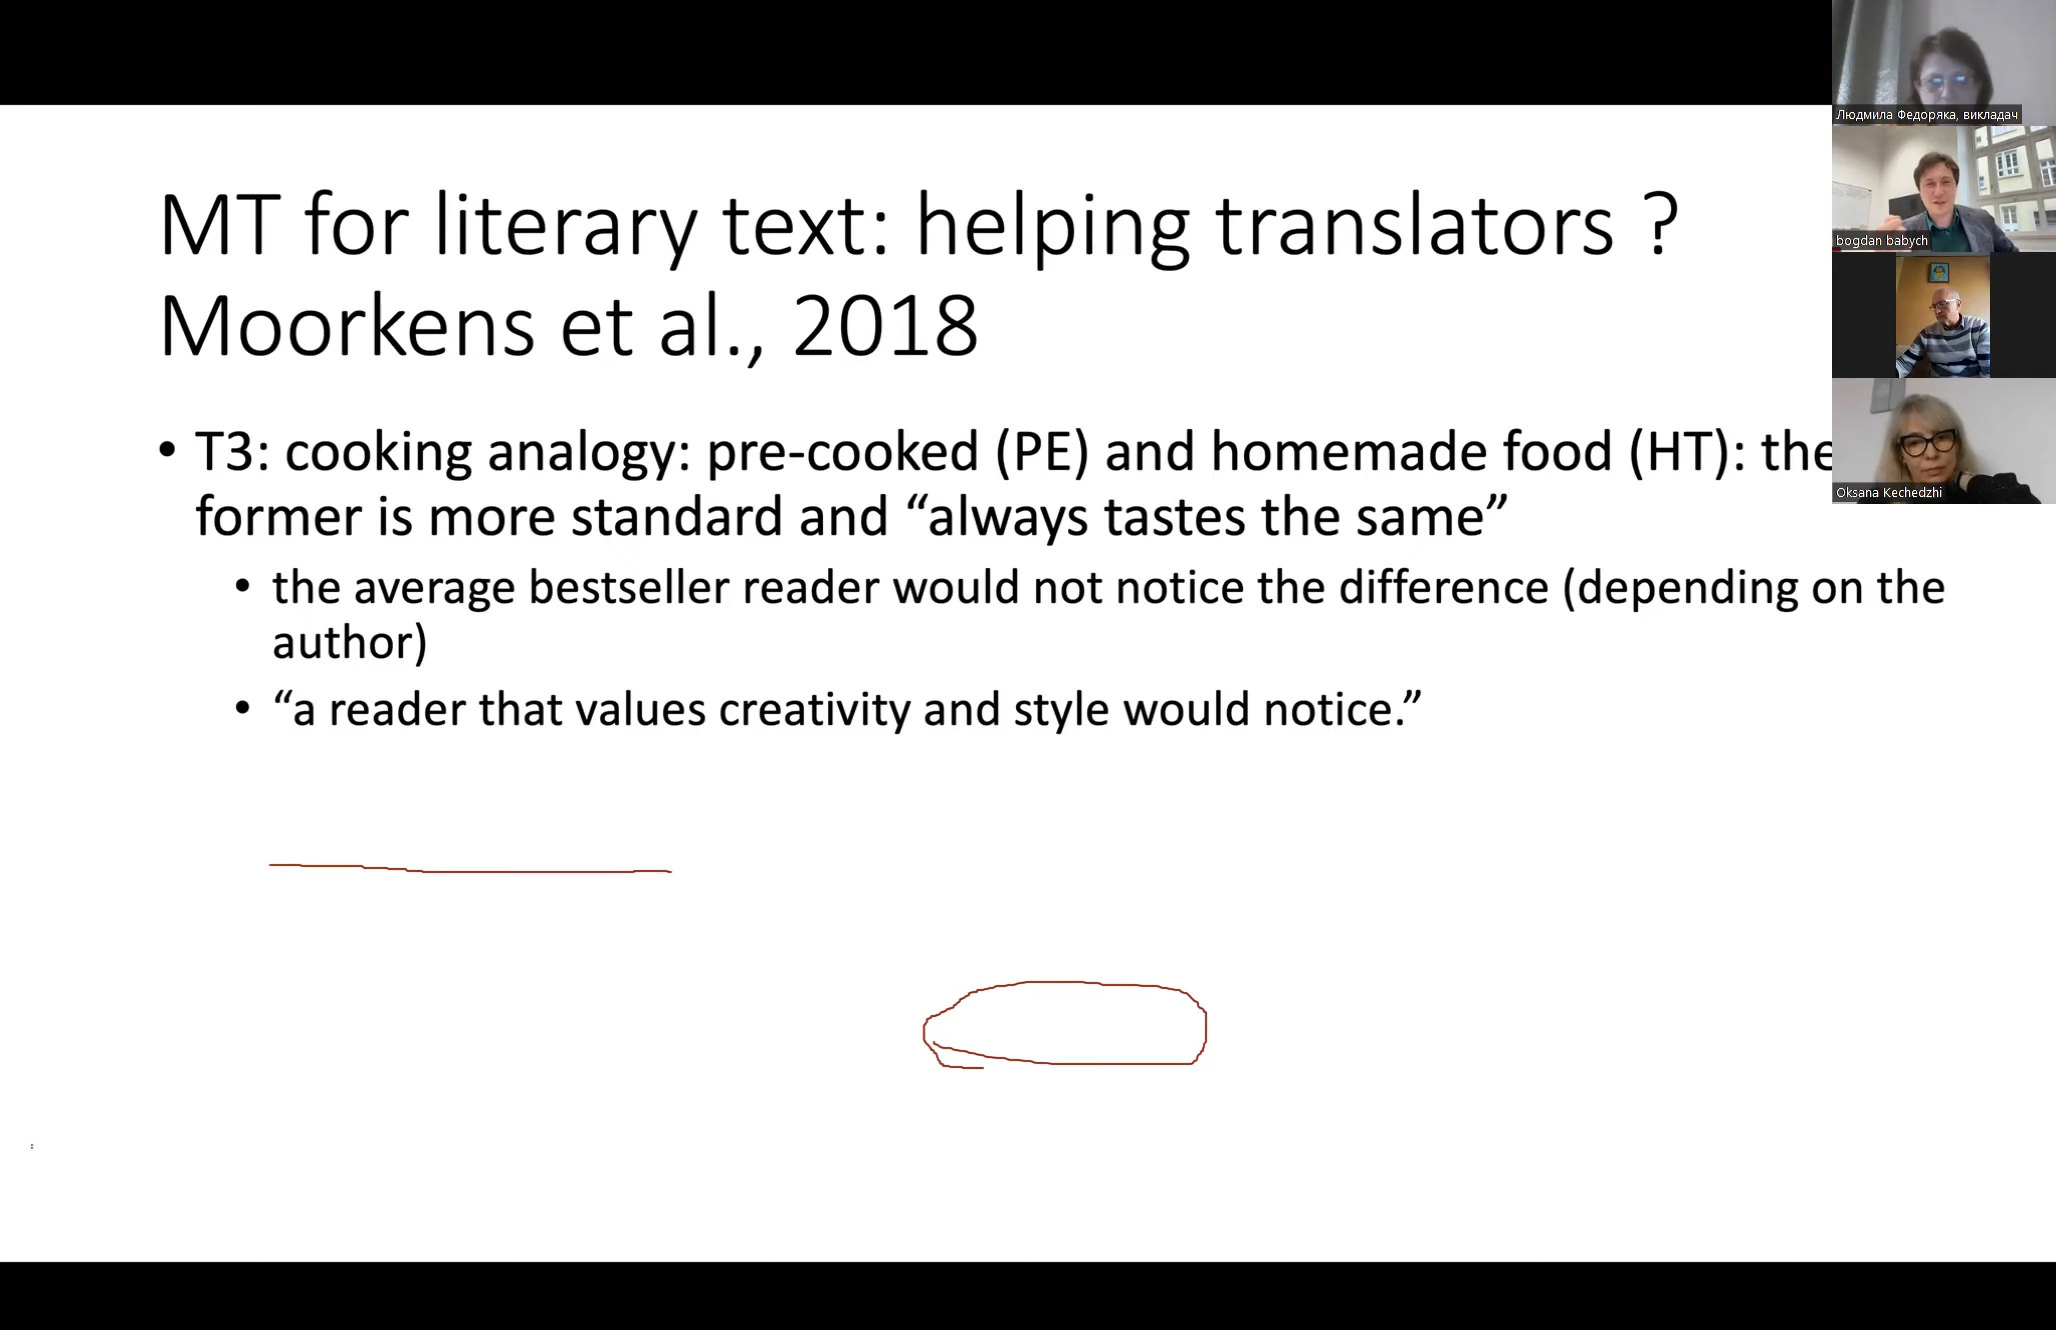 MT for literary text: helping translators ?
Moorkens et al., 2018
• T3: cooking analogy: pre-cooked (PE) and homemade food (HT): the
former is more standard and “always tastes the same”
• the average bestseller reader would not notice the difference (depending on the
author)
• “a reader that values creativity and style would notice.”
Людмила Федоряка, викладач
bogdan babych
Oksana Kechedzhi